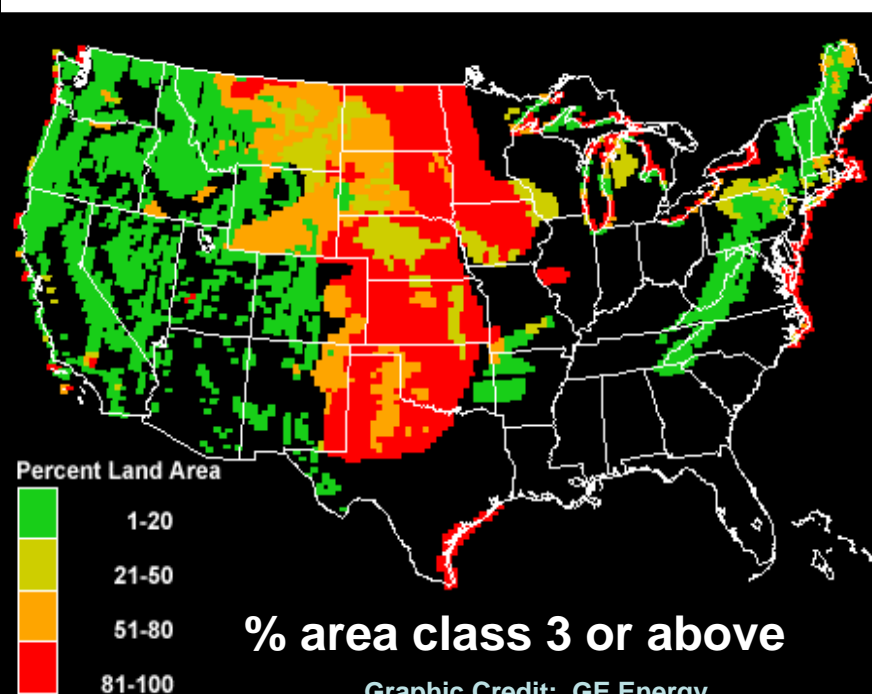 Percent Land Area
1-20
21-50
51-80
81-100
% area class 3 or above
Graphic Credit: GE Energy